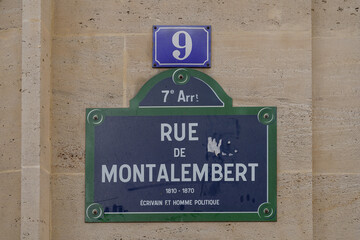 9
7e Arrt
RUE
DE
MONTALEMBERT
1810 - 1870
ÉCRIVAIN ET HOMME POLITIQUE